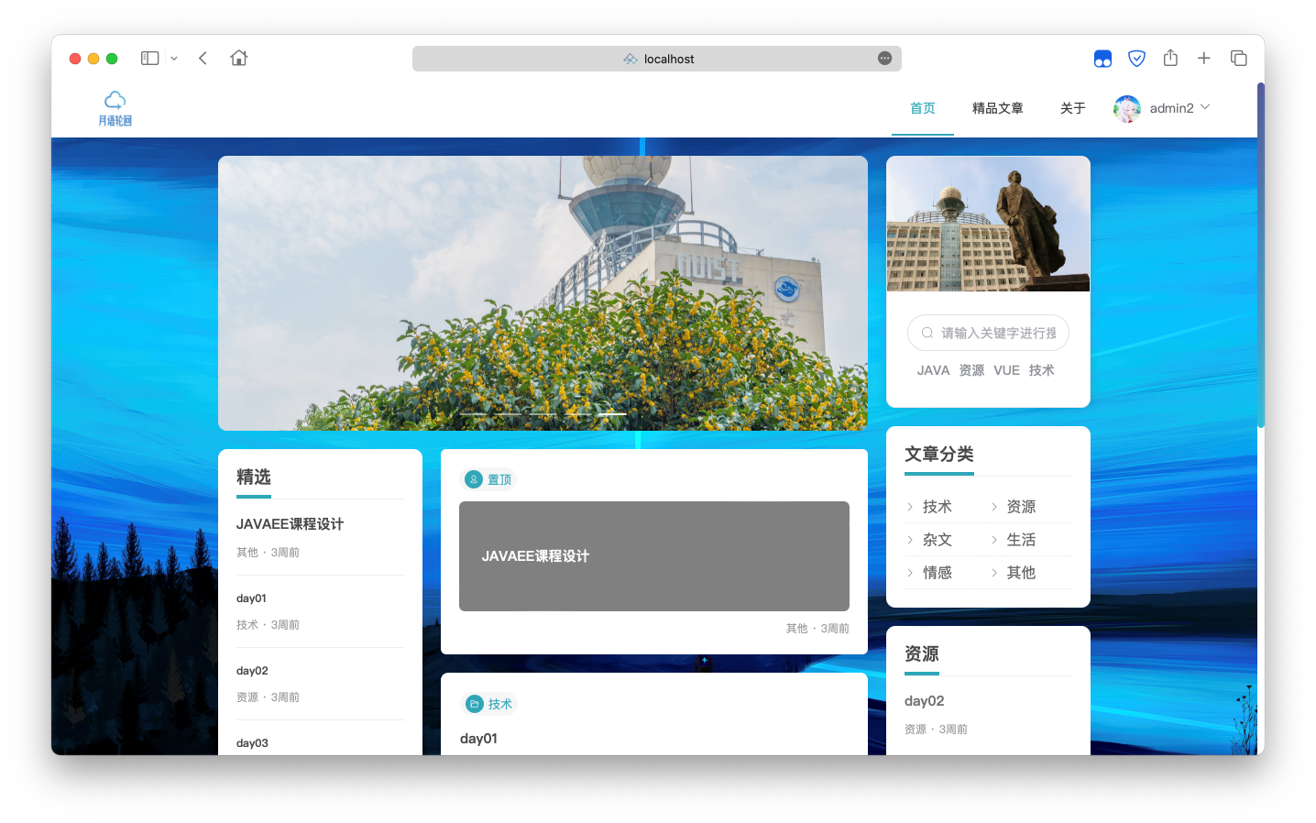 localhost
月语轮回
首页
精品文章
关于
admin2
NUIST
请输入关键字进行搜
JAVA 资源 VUE 技术
精选
JAVAEE课程设计
其他 · 3周前
day01
技术 · 3周前
day02
资源 · 3周前
day03
置顶
JAVAEE课程设计
其他 · 3周前
技术
day01
文章分类
技术
资源
杂文
生活
情感
其他
资源
day02
资源 · 3周前